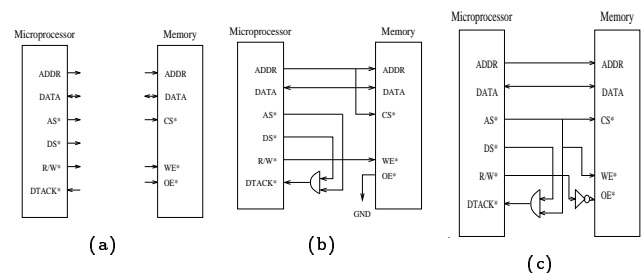 Microprocessor
Memory
ADDR
DATA
AS*
DS*
R/W*
DTACK*
ADDR
DATA
CS*
WE*
OE*
(a)
Microprocessor
Memory
ADDR
DATA
AS*
DS*
R/W*
DTACK*
ADDR
DATA
CS*
WE*
OE*
GND
(b)
Microprocessor
Memory
ADDR
DATA
AS*
DS*
R/W*
DTACK*
ADDR
DATA
CS*
WE*
OE*
(c)